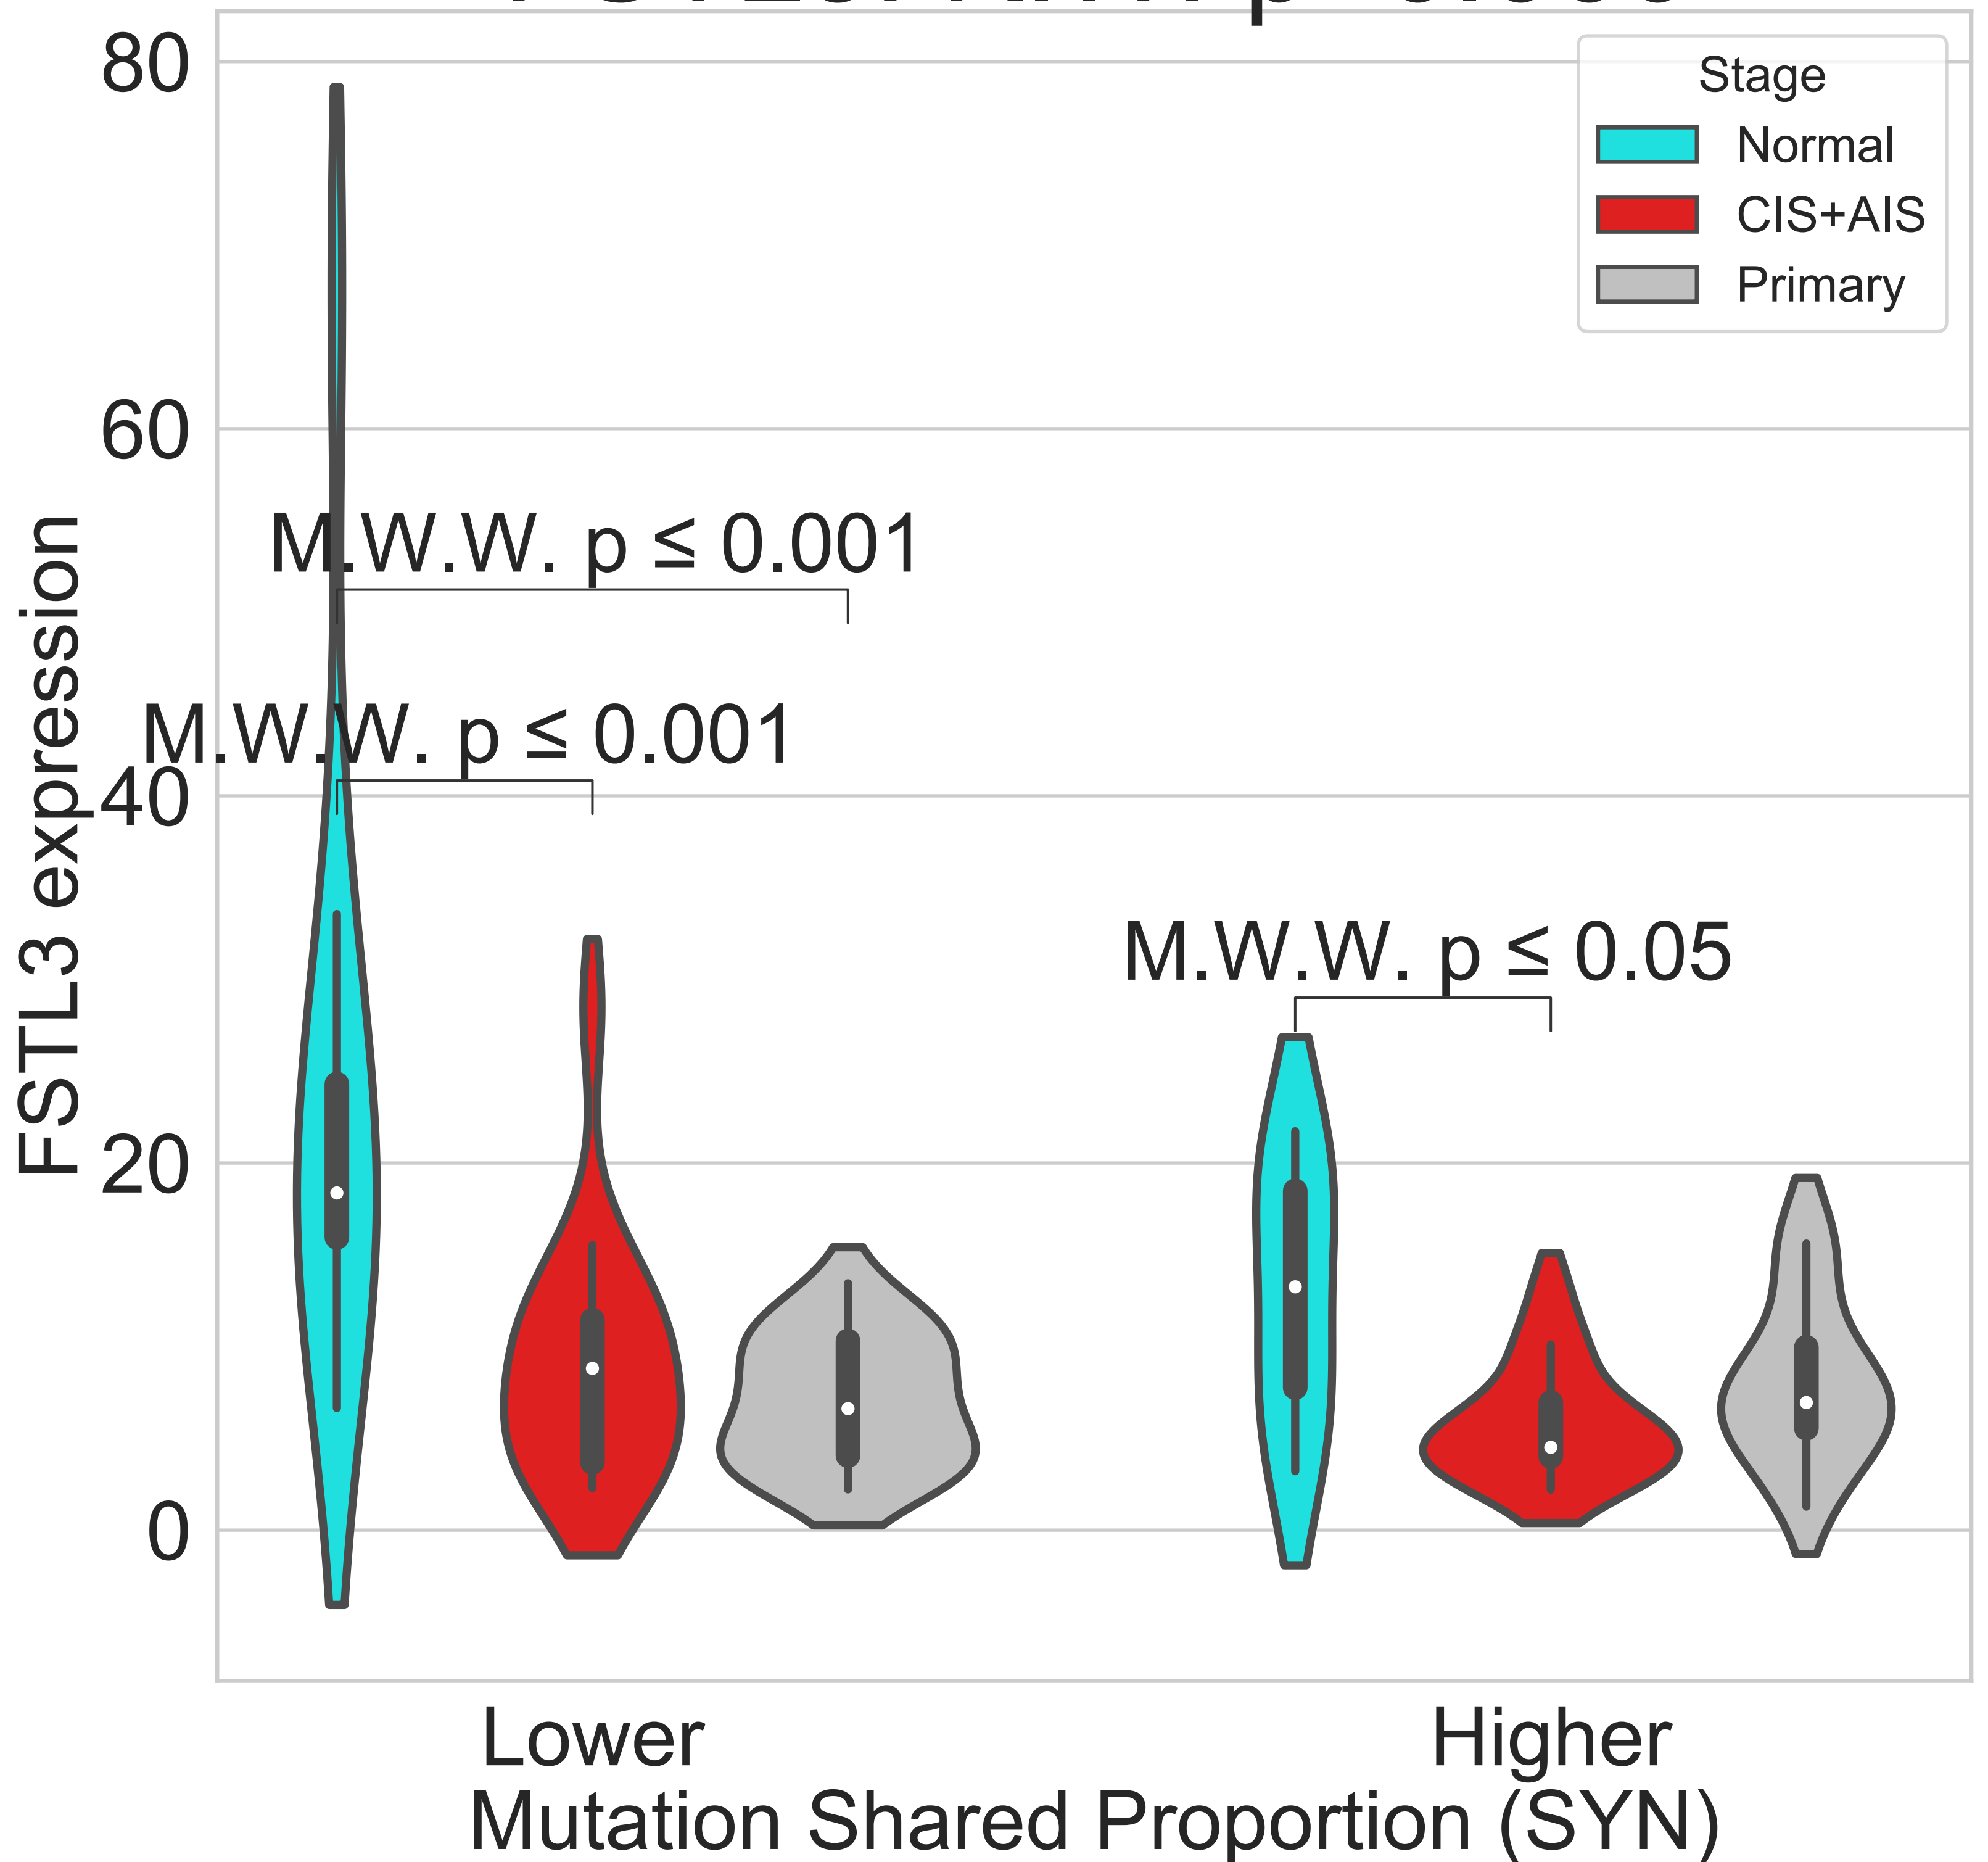 80
60
40
20
0
FSTL3 expression
Stage
Normal
CIS+AIS
Primary
M.W.W. p ≤ 0.001
M.W.W. p ≤ 0.001
M.W.W. p ≤ 0.05
Lower
Higher
Mutation Shared Proportion (SYN)